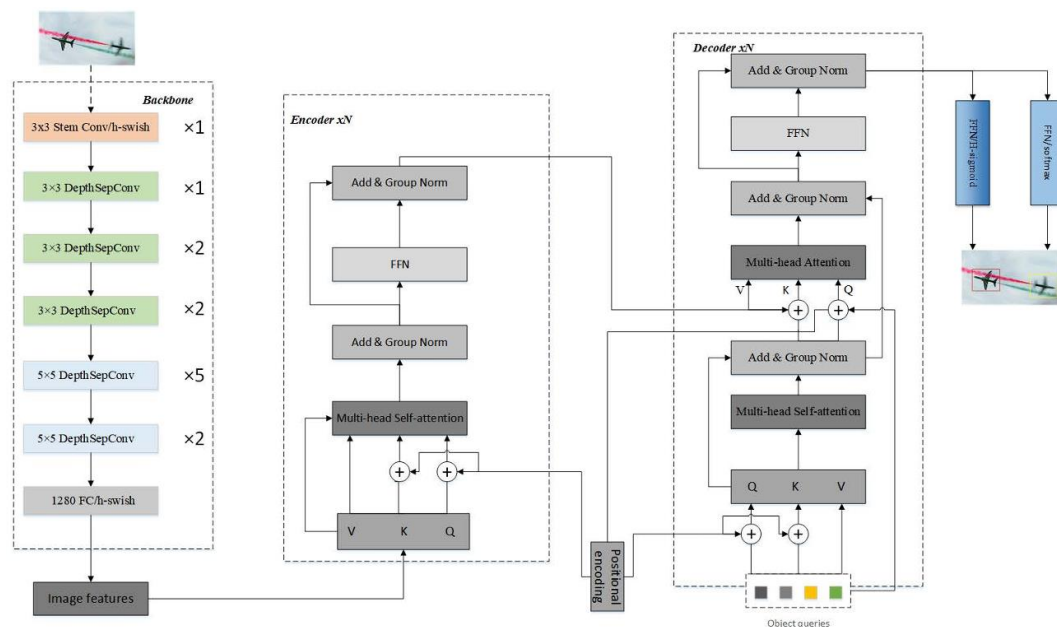 Backbone
3x3 Stem Conv/h-swish
×1
3×3 DepthSepConv
×1
3×3 DepthSepConv
×2
3×3 DepthSepConv
×2
5×5 DepthSepConv
×5
5×5 DepthSepConv
×2
1280 FC/h-swish
Image features
Encoder xN
Add & Group Norm
FFN
Add & Group Norm
Multi-head Self-attention
+ +
V K Q
Positional
encoding
Decoder xN
Add & Group Norm
FFN
Add & Group Norm
Multi-head Attention
V K Q
+ +
Add & Group Norm
Multi-head Self-attention
Q K V
+ +
Object queries
FFN/H-sigmoid
FFN/softmax